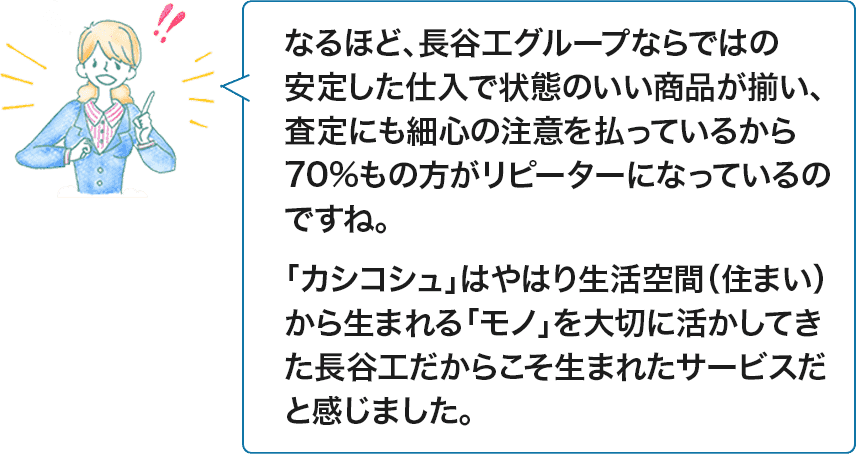 !!
なるほど、長谷工グループならではの
安定した仕入で状態のいい商品が揃い、
査定にも細心の注意を払っているから
70%もの方がリピーターになっているの
ですね。
「カシコシュ」はやはり生活空間(住まい)
から生まれる「モノ」を大切に活かしてき
た長谷工だからこそ生まれたサービスだ
と感じました。